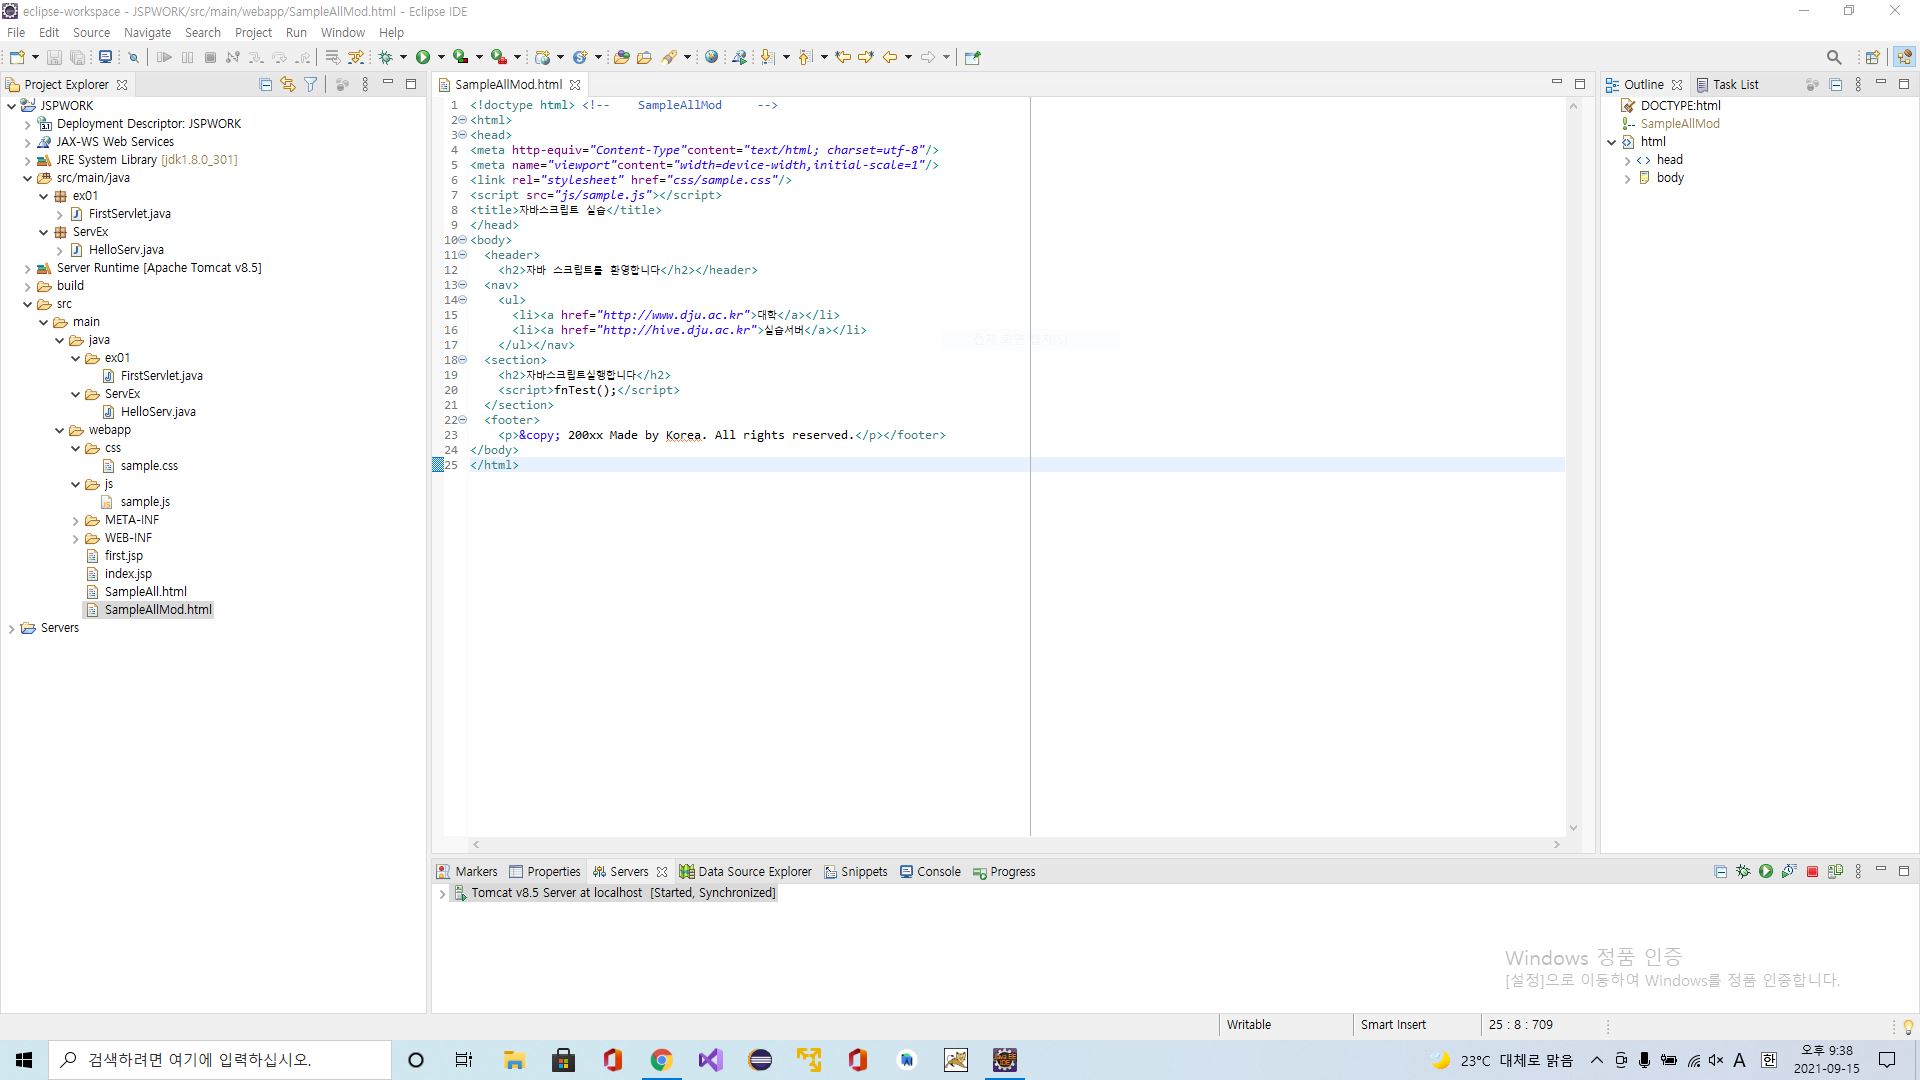 eclipse-workspace - JSPWORK/src/main/webapp/SampleAllMod.html - Eclipse IDE
File Edit Source Navigate Search Project Run Window Help
Project Explorer
JSPWORK
Deployment Descriptor: JSPWORK
JAX-WS Web Services
JRE System Library [jdk1.8.0_301]
src/main/java
ex01
FirstServlet.java
ServEx
HelloServ.java
Server Runtime [Apache Tomcat v8.5]
build
src
main
java
ex01
FirstServlet.java
ServEx
HelloServ.java
webapp
css
sample.css
js
sample.js
META-INF
WEB-INF
first.jsp
index.jsp
SampleAll.html
SampleAllMod.html
Servers
SampleAllMod.html
1 <!doctype html> <!-- SampleAllMod -->
2 <html>
3 <head>
4 <meta http-equiv="Content-Type"content="text/html; charset=utf-8"/>
5 <meta name="viewport"content="width=device-width,initial-scale=1"/>
6 <link rel="stylesheet" href="css/sample.css"/>
7 <script src="js/sample.js"></script>
8 <title>자바스크립트 실습</title>
9 </head>
10 <body>
11 <header>
12 <h2>자바 스크립트를 환영합니다</h2></header>
13 <nav>
14 <ul>
15 <li><a href="http://www.dju.ac.kr">대학</a></li>
16 <li><a href="http://hive.dju.ac.kr">실습서버</a></li>
17 </ul></nav>
18 <section>
19 <h2>자바스크립트실행합니다</h2>
20 <script>fnTest();</script>
21 </section>
22 <footer>
23 <p>&copy; 200xx Made by Korea. All rights reserved.</p></footer>
24 </body>
25 </html>
Outline Task List
DOCTYPE:html
SampleAllMod
html
head
body
Markers Properties Servers Data Source Explorer Snippets Console Progress
Tomcat v8.5 Server at localhost [Started, Synchronized]
Windows 정품 인증
[설정]으로 이동하여 Windows를 정품 인증합니다.
Writable Smart Insert 25 : 8 : 709
검색하려면 여기에 입력하십시오.
23°C 대체로 맑음 A 한
오후 9:38
2021-09-15